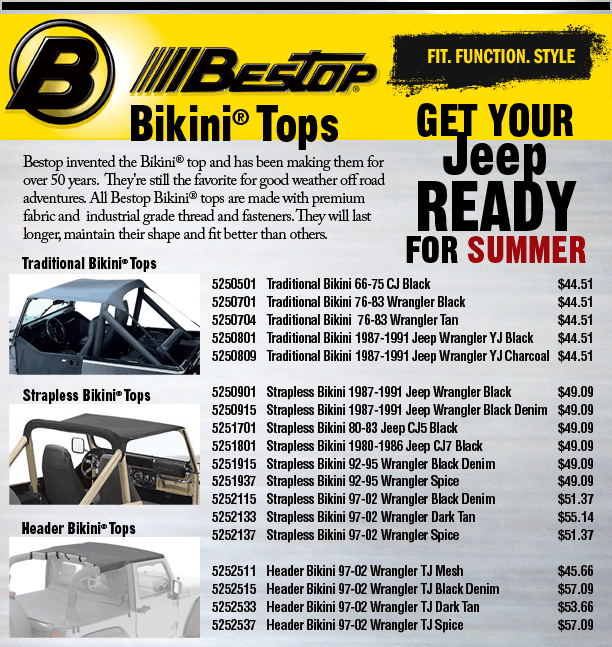 B
BESTOP®
FIT. FUNCTION. STYLE
Bikini® Tops
GET YOUR
Jeep
READY
FOR SUMMER
Bestop invented the Bikini® top and has been making them for
over 50 years. They're still the favorite for good weather off road
adventures. All Bestop Bikini® tops are made with premium
fabric and industrial grade thread and fasteners. They will last
longer, maintain their shape and fit better than others.
Traditional Bikini® Tops
5250501 Traditional Bikini 66-75 CJ Black $44.51
5250701 Traditional Bikini 76-83 Wrangler Black $44.51
5250704 Traditional Bikini 76-83 Wrangler Tan $44.51
5250801 Traditional Bikini 1987-1991 Jeep Wrangler YJ Black $44.51
5250809 Traditional Bikini 1987-1991 Jeep Wrangler YJ Charcoal $44.51
Strapless Bikini® Tops
5250901 Strapless Bikini 1987-1991 Jeep Wrangler Black $49.09
5250915 Strapless Bikini 1987-1991 Jeep Wrangler Black Denim $49.09
5251701 Strapless Bikini 80-83 Jeep CJ5 Black $49.09
5251801 Strapless Bikini 1980-1986 Jeep CJ7 Black $49.09
5251915 Strapless Bikini 92-95 Wrangler Black Denim $49.09
5251937 Strapless Bikini 92-95 Wrangler Spice $49.09
5252115 Strapless Bikini 97-02 Wrangler Black Denim $51.37
5252133 Strapless Bikini 97-02 Wrangler Dark Tan $55.14
5252137 Strapless Bikini 97-02 Wrangler Spice $51.37
Header Bikini® Tops
5252511 Header Bikini 97-02 Wrangler TJ Mesh $45.66
5252515 Header Bikini 97-02 Wrangler TJ Black Denim $57.09
5252533 Header Bikini 97-02 Wrangler TJ Dark Tan $53.66
5252537 Header Bikini 97-02 Wrangler TJ Spice $57.09